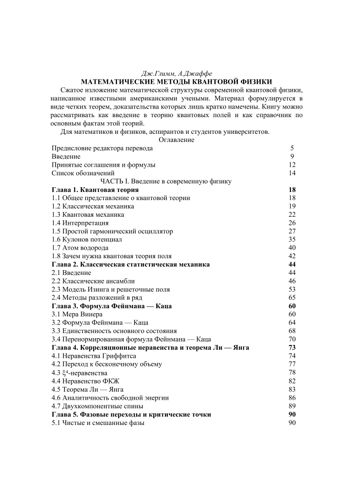 Дж.Глимм, А.Джаффе
МАТЕМАТИЧЕСКИЕ МЕТОДЫ КВАНТОВОЙ ФИЗИКИ
Сжатое изложение математической структуры современной квантовой физики,
написанное известными американскими учеными. Материал формулируется в
виде четких теорем, доказательства которых лишь кратко намечены. Книгу можно
рассматривать как введение в теорию квантовых полей и как справочник по
основным фактам этой теорий.
Для математиков и физиков, аспирантов и студентов университетов.
Оглавление
Предисловие редактора перевода 5
Введение 9
Принятые соглашения и формулы 12
Список обозначений 14
ЧАСТЬ I. Введение в современную физику
Глава 1. Квантовая теория 18
1.1 Общее представление о квантовой теории 18
1.2 Классическая механика 19
1.3 Квантовая механика 22
1.4 Интерпретация 26
1.5 Простой гармонический осциллятор 27
1.6 Кулонов потенциал 35
1.7 Атом водорода 40
1.8 Зачем нужна квантовая теория поля 42
Глава 2. Классическая статистическая механика 44
2.1 Введение 44
2.2 Классические ансамбли 46
2.3 Модель Изинга и решеточные поля 53
2.4 Методы разложений в ряд 65
Глава 3. Формула Фейнмана — Каца 60
3.1 Мера Винера 60
3.2 Формула Фейнмана — Каца 64
3.3 Единственность основного состояния 68
3.4 Перенормированная формула Фейнмана — Каца 70
Глава 4. Корреляционные неравенства и теорема Ли — Янга 73
4.1 Неравенства Гриффитса 74
4.2 Переход к бесконечному объему 77
4.3 ξ⁴-неравенства 78
4.4 Неравенство ФКЖ 82
4.5 Теорема Ли — Янга 83
4.6 Аналитичность свободной энергии 86
4.7 Двухкомпонентные спины 89
Глава 5. Фазовые переходы и критические точки 90
5.1 Чистые и смешанные фазы 90